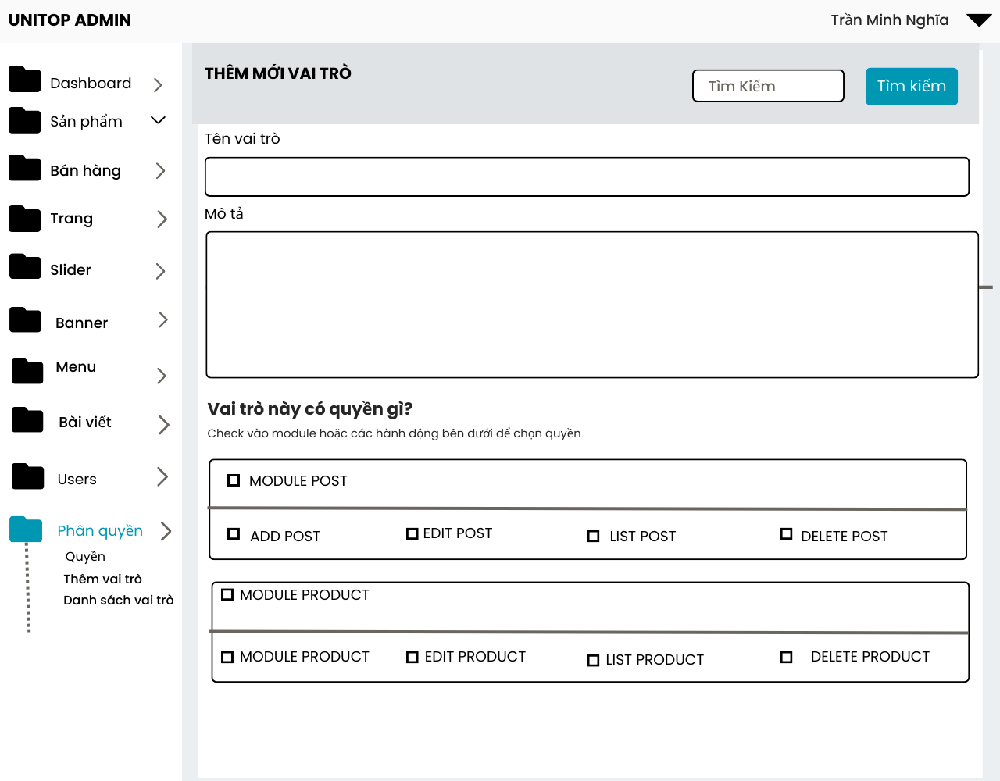 UNITOP ADMIN
Trần Minh Nghĩa
Dashboard
Sản phẩm
Bán hàng
Trang
Slider
Banner
Menu
Bài viết
Users
Phân quyền
Quyền
Thêm vai trò
Danh sách vai trò
THÊM MỚI VAI TRÒ
Tìm Kiếm
Tìm kiếm
Tên vai trò
Mô tả
Vai trò này có quyền gì?
Check vào module hoặc các hành động bên dưới để chọn quyền
MODULE POST
ADD POST EDIT POST LIST POST DELETE POST
MODULE PRODUCT
MODULE PRODUCT EDIT PRODUCT LIST PRODUCT DELETE PRODUCT